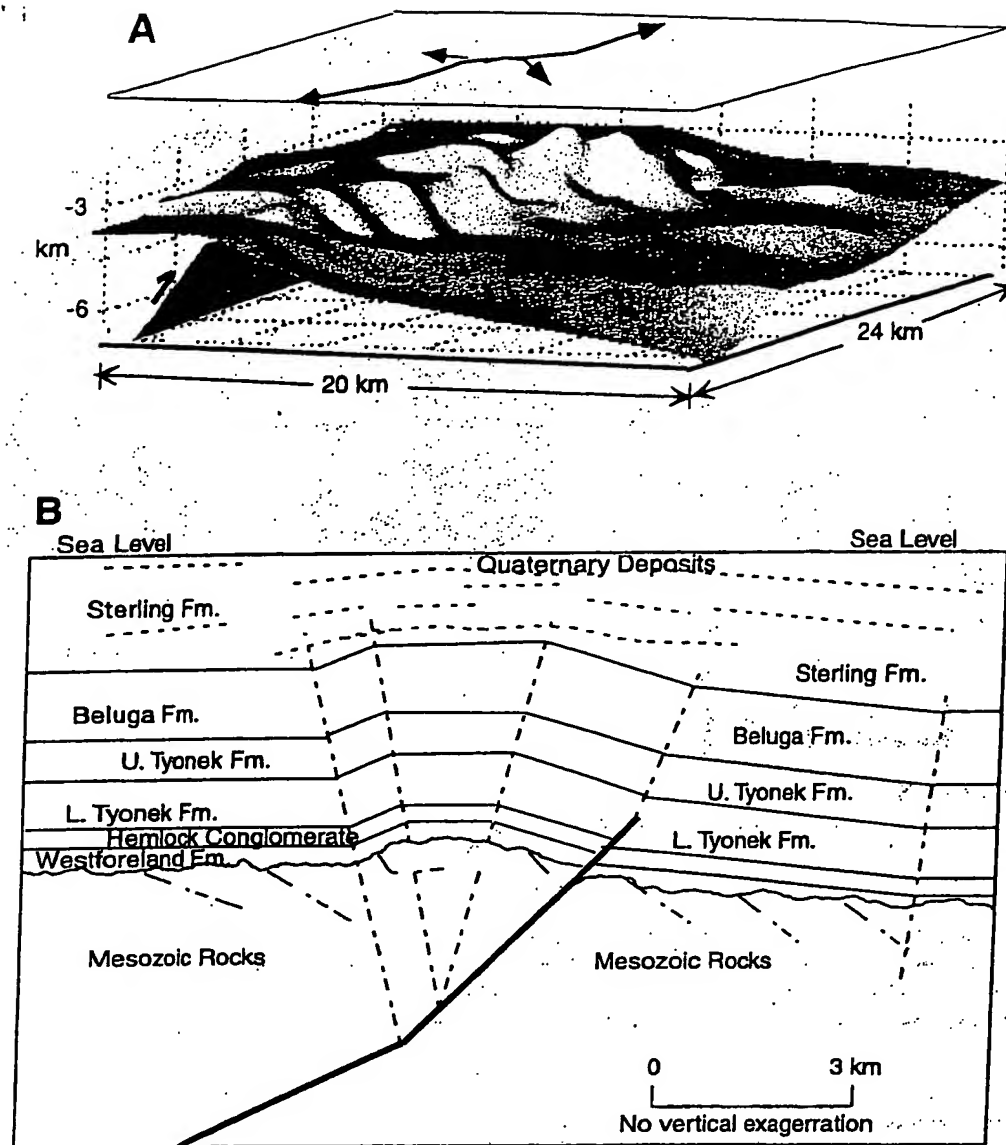 A
-3
km
-6
20 km
24 km
B
Sea Level
Sea Level
Quaternary Deposits
Sterling Fm.
Sterling Fm.
Beluga Fm.
Beluga Fm.
U. Tyonek Fm.
U. Tyonek Fm.
L. Tyonek Fm.
L. Tyonek Fm.
Hemlock Conglomerate
Westforeland Fm.
Mesozoic Rocks
Mesozoic Rocks
0 3 km
No vertical exagerration